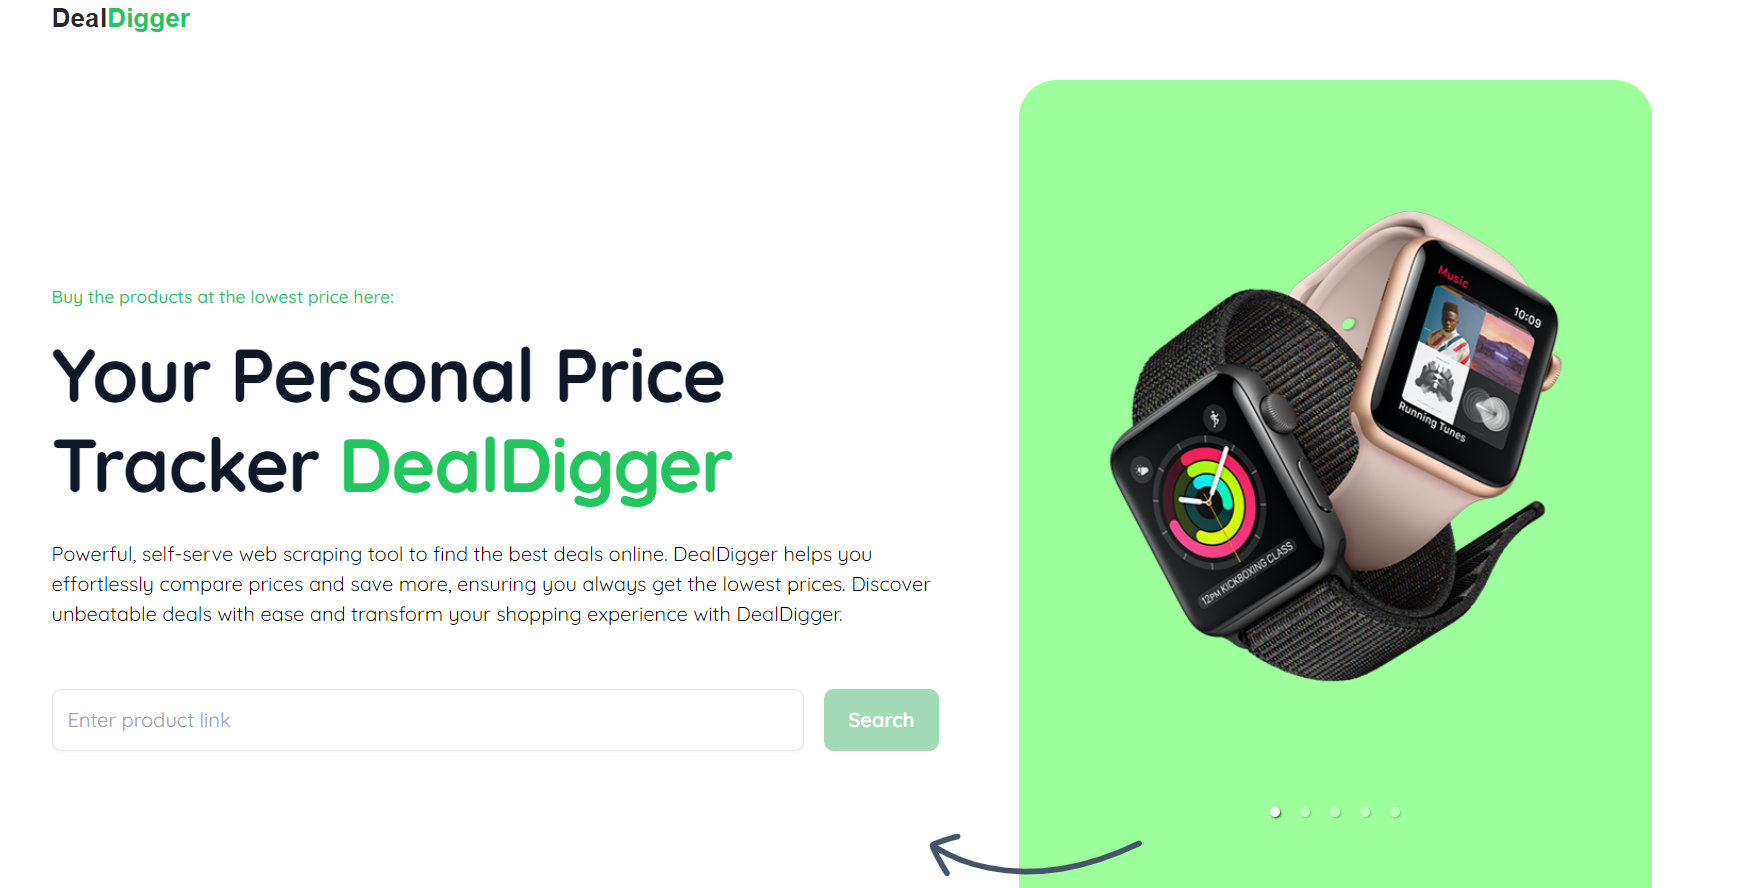 DealDigger
Buy the products at the lowest price here:
Your Personal Price
Tracker DealDigger
Powerful, self-serve web scraping tool to find the best deals online. DealDigger helps you
effortlessly compare prices and save more, ensuring you always get the lowest prices. Discover
unbeatable deals with ease and transform your shopping experience with DealDigger.
Enter product link
Search
Music
10:09
Running Tunes
12PM KICKBOXING CLASS